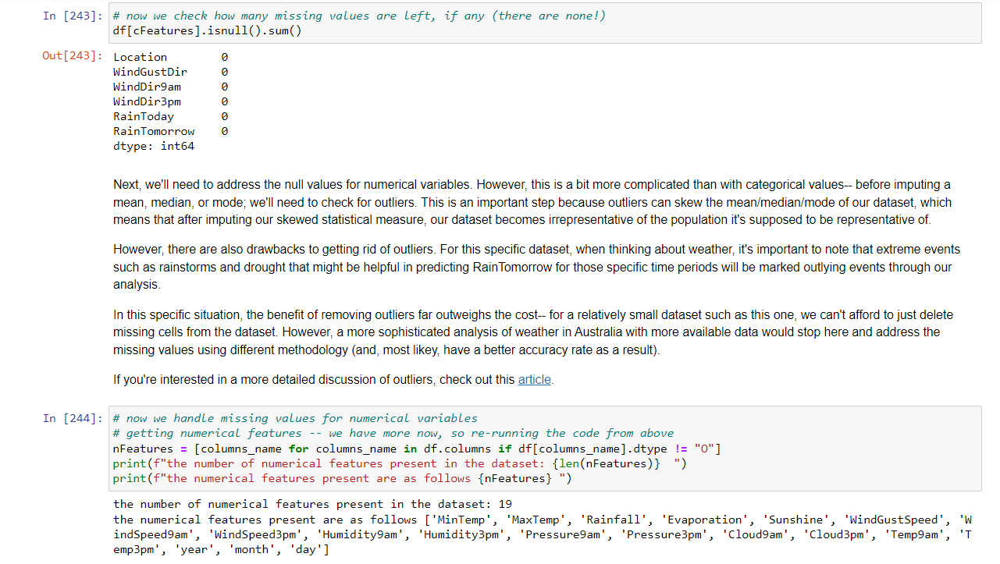 In [243]: # now we check how many missing values are left, if any (there are none!)
df[cFeatures].isnull().sum()
Out[243]: Location 0
WindGustDir 0
WindDir9am 0
WindDir3pm 0
RainToday 0
RainTomorrow 0
dtype: int64
Next, we'll need to address the null values for numerical variables. However, this is a bit more complicated than with categorical values-- before imputing a
mean, median, or mode; we'll need to check for outliers. This is an important step because outliers can skew the mean/median/mode of our dataset, which
means that after imputing our skewed statistical measure, our dataset becomes irrepresentative of the population it's supposed to be representative of.
However, there are also drawbacks to getting rid of outliers. For this specific dataset, when thinking about weather, it's important to note that extreme events
such as rainstorms and drought that might be helpful in predicting RainTomorrow for those specific time periods will be marked outlying events through our
analysis.
In this specific situation, the benefit of removing outliers far outweighs the cost-- for a relatively small dataset such as this one, we can't afford to just delete
missing cells from the dataset. However, a more sophisticated analysis of weather in Australia with more available data would stop here and address the
missing values using different methodology (and, most likey, have a better accuracy rate as a result).
If you're interested in a more detailed discussion of outliers, check out this article.
In [244]: # now we handle missing values for numerical variables
# getting numerical features -- we have more now, so re-running the code from above
nFeatures = [columns_name for columns_name in df.columns if df[columns_name].dtype != "O"]
print(f"the number of numerical features present in the dataset: {len(nFeatures)}  ")
print(f"the numerical features present are as follows {nFeatures} ")
the number of numerical features present in the dataset: 19
the numerical features present are as follows ['MinTemp', 'MaxTemp', 'Rainfall', 'Evaporation', 'Sunshine', 'WindGustSpeed', 'W
indSpeed9am', 'WindSpeed3pm', 'Humidity9am', 'Humidity3pm', 'Pressure9am', 'Pressure3pm', 'Cloud9am', 'Cloud3pm', 'Temp9am', 'T
emp3pm', 'year', 'month', 'day']